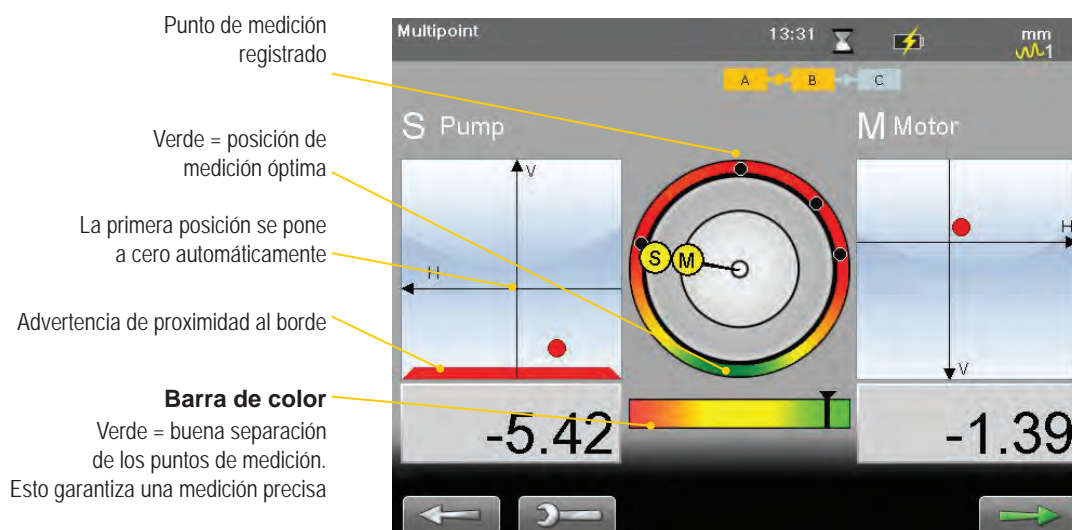 Punto de medición
registrado
Verde = posición de
medición óptima
La primera posición se pone
a cero automáticamente
Advertencia de proximidad al borde
Barra de color
Verde = buena separación
de los puntos de medición.
Esto garantiza una medición precisa
Multipoint
13:31
mm
1
A
B
C
S Pump
M Motor
V
H
S
M
H
V
-5.42
-1.39